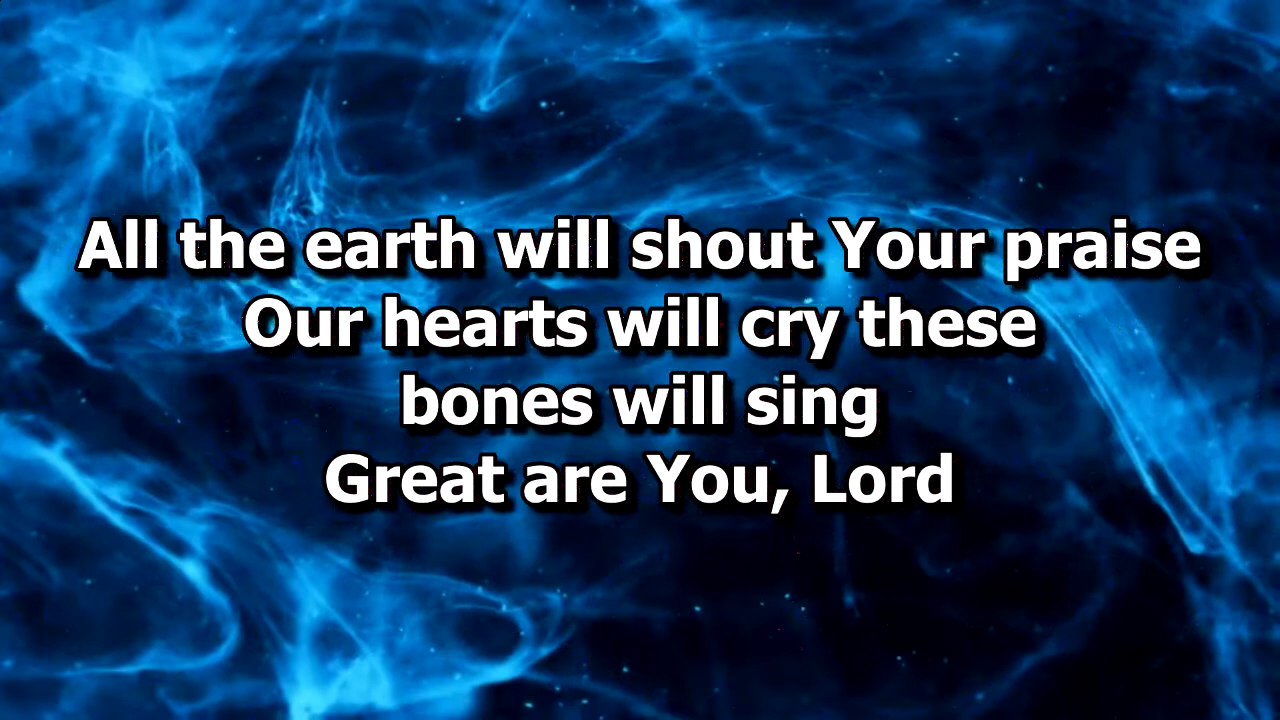 All the earth will shout Your praise
Our hearts will cry these
bones will sing
Great are You, Lord